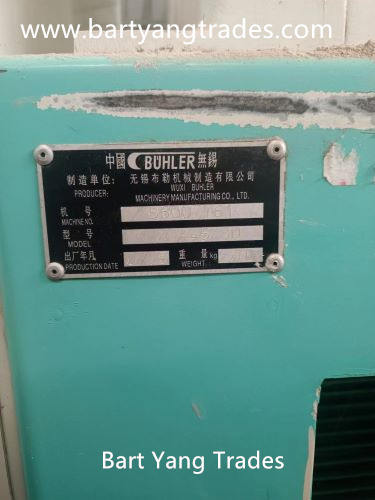 www.bartyangtrades.com
中國 BÜHLER 無錫
制造单位: 无锡布勒机械制造有限公司
PRODUCER: WUXI BUHLER
MACHINERY MANUFACTURING CO., LTD.
机号
MACHINE NO.
型号
MODEL
出厂年凡 重量 kg
PRODUCTION DATE WEIGHT:
Bart Yang Trades